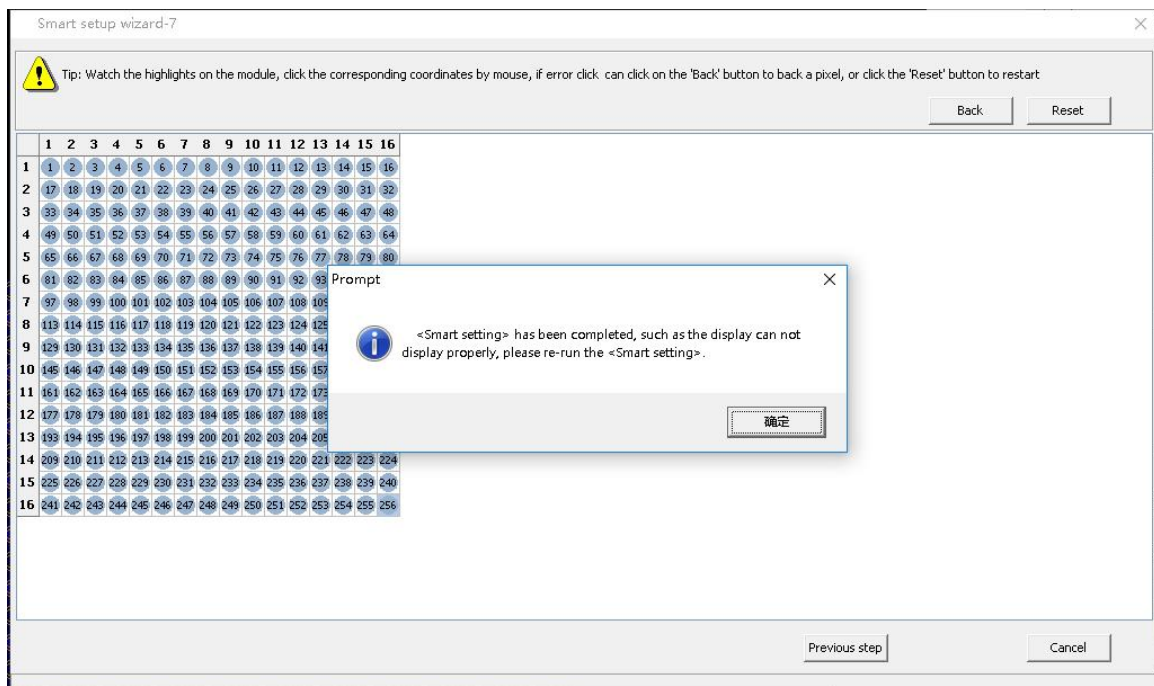 Smart setup wizard-7
Tip: Watch the highlights on the module, click the corresponding coordinates by mouse, if error click can click on the 'Back' button to back a pixel, or click the 'Reset' button to restart
Back Reset
1 2 3 4 5 6 7 8 9 10 11 12 13 14 15 16
1 1 2 3 4 5 6 7 8 9 10 11 12 13 14 15 16
2 17 18 19 20 21 22 23 24 25 26 27 28 29 30 31 32
3 33 34 35 36 37 38 39 40 41 42 43 44 45 46 47 48
4 49 50 51 52 53 54 55 56 57 58 59 60 61 62 63 64
5 65 66 67 68 69 70 71 72 73 74 75 76 77 78 79 80
6 81 82 83 84 85 86 87 88 89 90 91 92 93
7 97 98 99 100 101 102 103 104 105 106 107 108 109
8 113 114 115 116 117 118 119 120 121 122 123 124 125
9 129 130 131 132 133 134 135 136 137 138 139 140 141
10 145 146 147 148 149 150 151 152 153 154 155 156 157
11 161 162 163 164 165 166 167 168 169 170 171 172 173
12 177 178 179 180 181 182 183 184 185 186 187 188 189
13 193 194 195 196 197 198 199 200 201 202 203 204 205
14 209 210 211 212 213 214 215 216 217 218 219 220 221 222 223 224
15 225 226 227 228 229 230 231 232 233 234 235 236 237 238 239 240
16 241 242 243 244 245 246 247 248 249 250 251 252 253 254 255 256
Prompt
<Smart setting> has been completed, such as the display can not
display properly, please re-run the <Smart setting>.
确定
Previous step Cancel